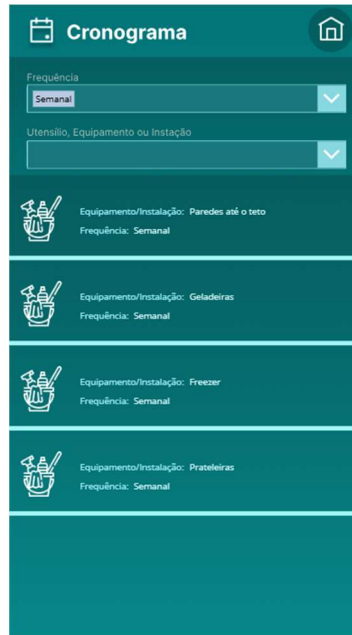 Cronograma
Frequência
Semanal
Utensílio, Equipamento ou Instação
Equipamento/Instalação: Paredes até o teto
Frequência: Semanal
Equipamento/Instalação: Geladeiras
Frequência: Semanal
Equipamento/Instalação: Freezer
Frequência: Semanal
Equipamento/Instalação: Prateleiras
Frequência: Semanal